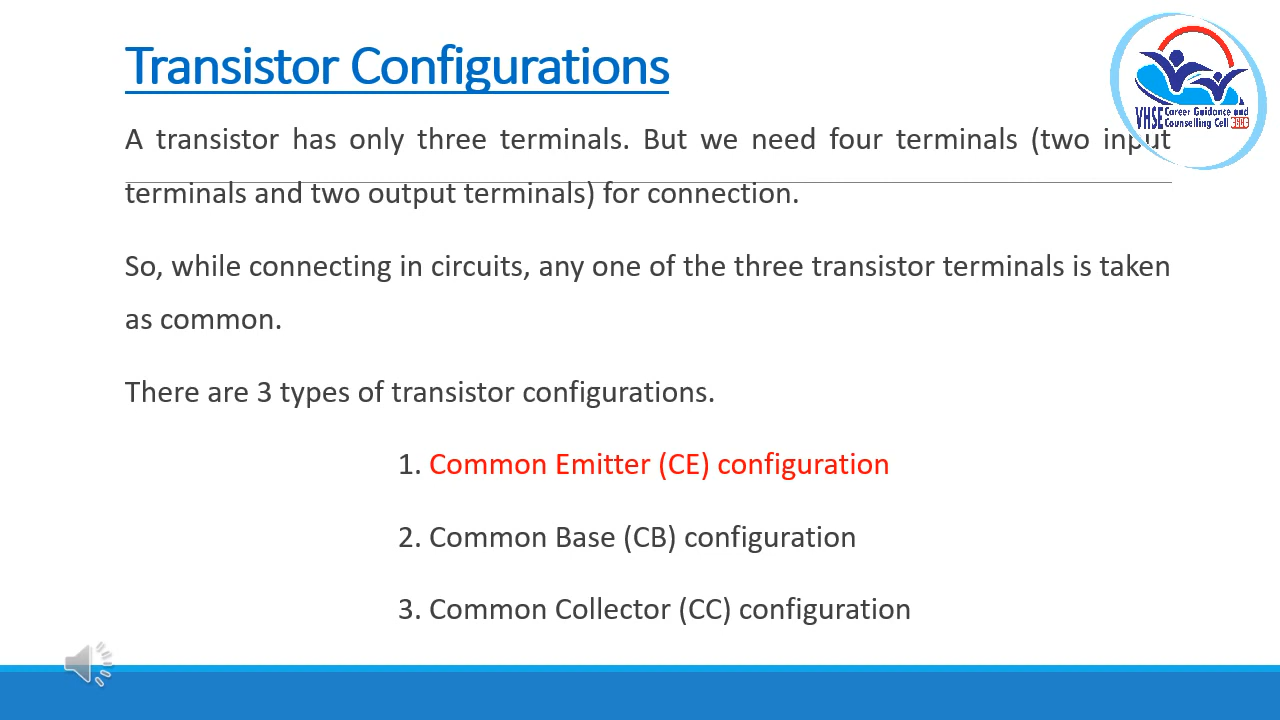 Transistor Configurations
VHSE Career Guidance and
Counselling Cell
A transistor has only three terminals. But we need four terminals (two input
terminals and two output terminals) for connection.
So, while connecting in circuits, any one of the three transistor terminals is taken
as common.
There are 3 types of transistor configurations.
1. Common Emitter (CE) configuration
2. Common Base (CB) configuration
3. Common Collector (CC) configuration